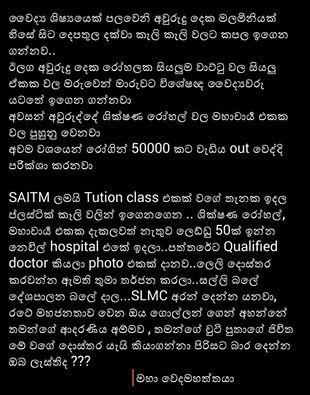 වෛද්‍ය ශිෂ්‍යයෙක් පලවෙනි අවුරුදු දෙක මලමිනියක්
හිසේ සිට දෙපතුල දක්වා කෑලි කෑලි වලට කපල ඉගෙන
ගන්නව..
ඊලග අවුරුදු දෙක රෝහලක සියලුම වාට්ටු වල සියලු
ඒකක වල මරුවෙන් මාරුවට විශේෂඥ වෛද්‍යවරු
යටතේ ඉගෙන ගන්නවා
අවසන් අවුරුද්දේ ශික්ෂණ රෝහල් වල මහාචාර්ය එකක
වල පුහුනු වෙනවා
අවම වශයෙන් රෝගින් 50000 කට වැඩිය out වෙද්දි
පරීක්ශා කරනවා
SAITM ලමයි Tution class එකක් වගේ තැනක ඉදල
ප්ලස්ටික් කෑලි වලින් ඉගෙනගෙන .. ශික්ෂණ රෝහල්,
මහාචාර්ය එකක දැකලවත් නැතුව ලෙඩ්ඩු 50ක් ඉන්න
නෙවිල් hospital එකේ ඉදලා..පත්තරේට Qualified
doctor කියලා photo එකක් දානව..ලෙලි දොස්තර
කරවන්න ඇමති තුමා තර්ජන කරලා..සල්ලි බලේ
දේශපාලන බලේ දාල...SLMC අරන් දෙන්න යනවා,
රටේ මහජනතාව වෙන ඔය ගොල්ලන් ගෙන් අහන්නේ
තමන්ගේ ආදරණිය අම්මව , තමන්ගේ චුටි පුතාගේ ජීවිත
මේ වගේ දොස්තර යැයි කියාගන්නා පිරිසට බාර දෙන්න
ඔබ ලැස්තිද ???
මහා වෙදමහත්තයා